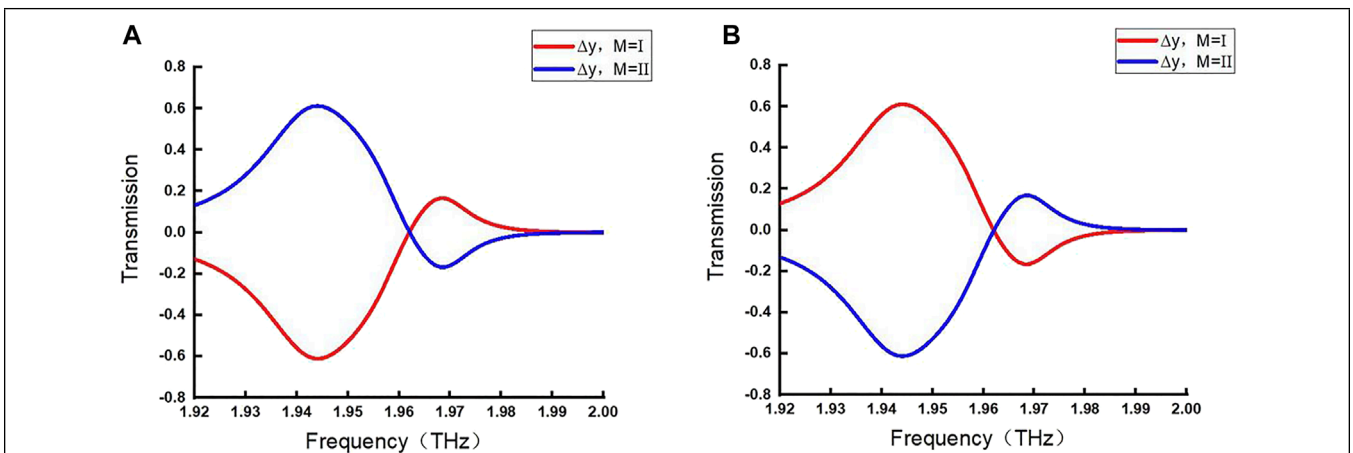 A
Δy, M=I
Δy, M=II
0.8
0.6
0.4
0.2
0.0
-0.2
-0.4
-0.6
-0.8
Transmission
1.92 1.93 1.94 1.95 1.96 1.97 1.98 1.99 2.00
Frequency（THz）
B
Δy, M=I
Δy, M=II
0.8
0.6
0.4
0.2
0.0
-0.2
-0.4
-0.6
-0.8
Transmission
1.92 1.93 1.94 1.95 1.96 1.97 1.98 1.99 2.00
Frequency（THz）